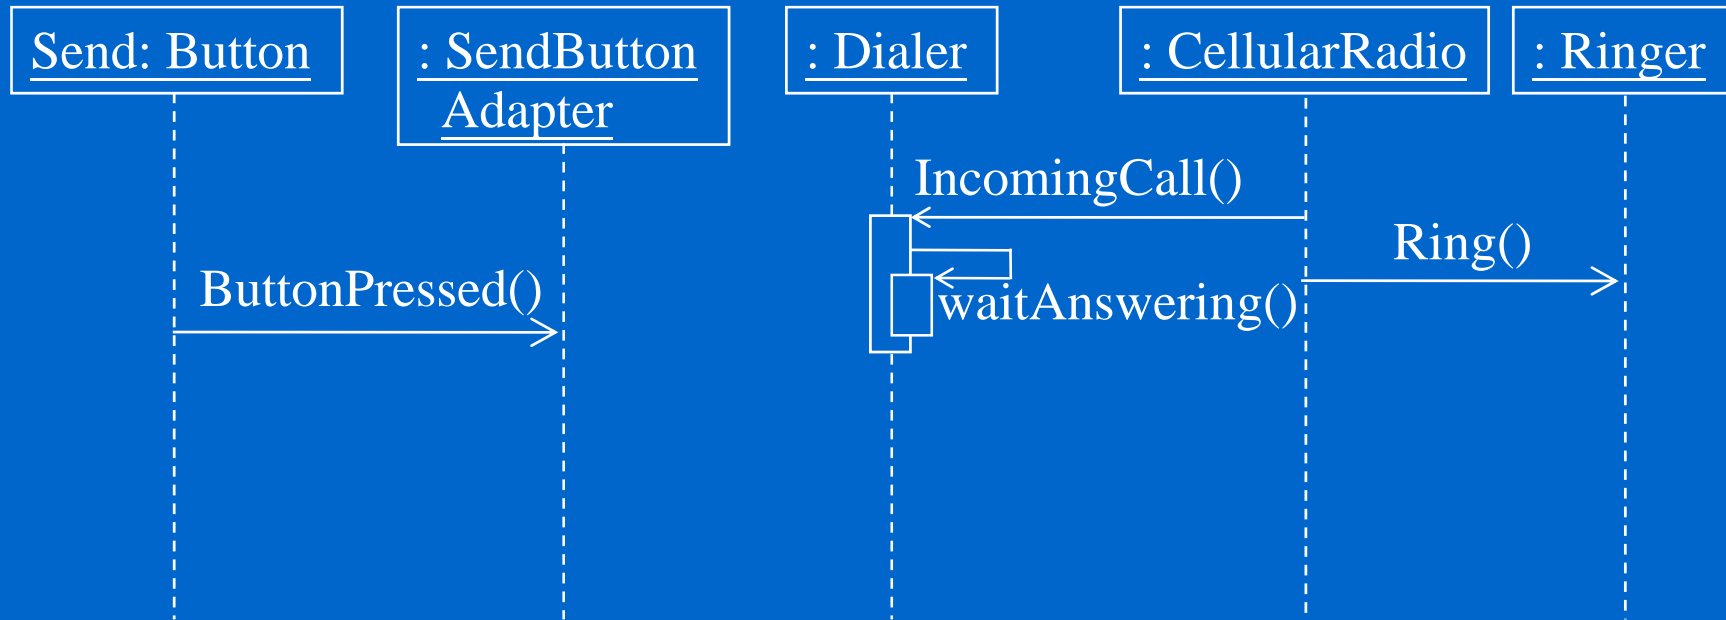 Send: Button
: SendButton
Adapter
: Dialer
: CellularRadio
: Ringer
IncomingCall()
Ring()
ButtonPressed()
waitAnswering()